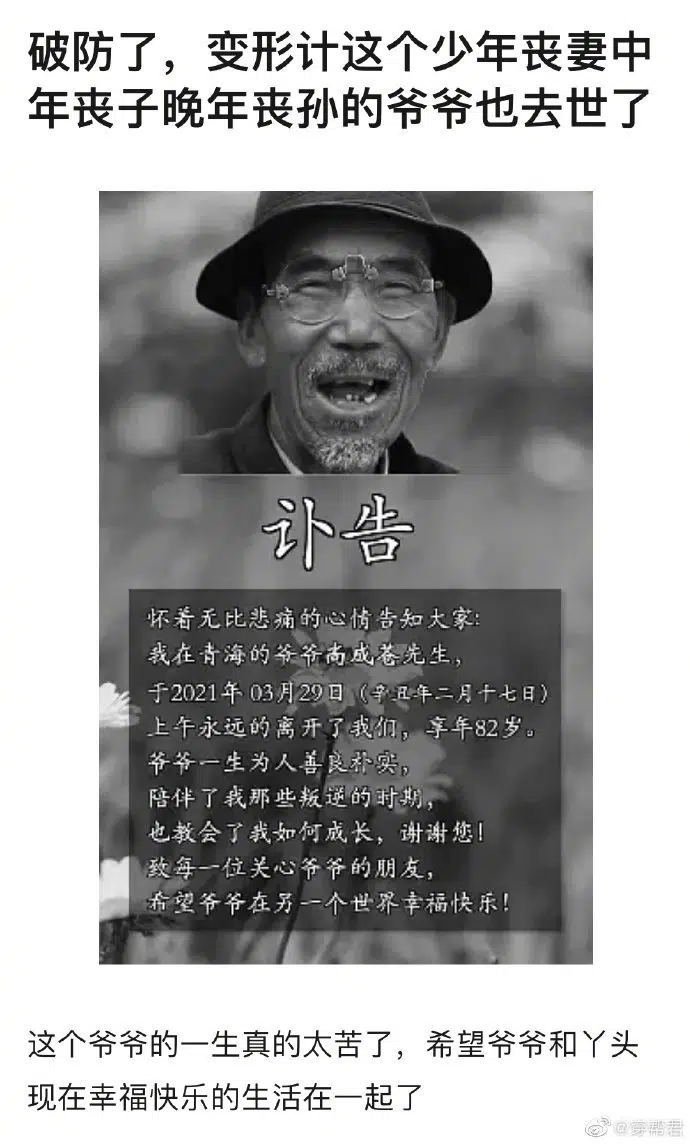 破防了，变形计这个少年丧妻中
年丧子晚年丧孙的爷爷也去世了
讣告
怀着无比悲痛的心情告知大家:
我在青海的爷爷尚成苍先生，
于2021年 03月29日（辛丑年二月十七日）
上午永远的离开了我们，享年82岁。
爷爷一生为人善良朴实，
陪伴了我那些叛逆的时期，
也教会了我如何成长，谢谢您！
致每一位关心爷爷的朋友，
希望爷爷在另一个世界幸福快乐！
这个爷爷的一生真的太苦了，希望爷爷和丫头
现在幸福快乐的生活在一起了
@穿帮君